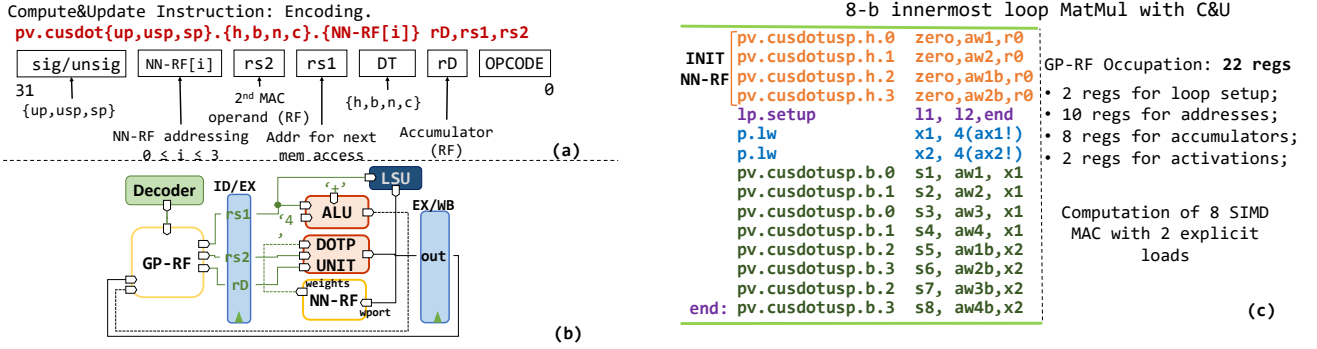 Compute&Update Instruction: Encoding.
pv.cusdot{up,usp,sp}.{h,b,n,c}.{NN-RF[i]} rD,rs1,rs2
sig/unsig NN-RF[i] rs2 rs1 DT rD OPCODE
31 0
{up,usp,sp}
2nd MAC
operand (RF)
{h,b,n,c}
NN-RF addressing
0 ≤ i ≤ 3
Addr for next
mem access
Accumulator
(RF)
(a)
Decoder
ID/EX
LSU
'+'
rs1
ALU
EX/WB
'4
'
GP-RF
rs2
DOTP
UNIT
out
rD
weights
NN-RF
wport
(b)
8-b innermost loop MatMul with C&U
INIT
NN-RF
pv.cusdotusp.h.0 zero,aw1,r0
pv.cusdotusp.h.1 zero,aw2,r0
pv.cusdotusp.h.2 zero,aw1b,r0
pv.cusdotusp.h.3 zero,aw2b,r0
lp.setup l1, l2,end
p.lw x1, 4(ax1!)
p.lw x2, 4(ax2!)
pv.cusdotusp.b.0 s1, aw1, x1
pv.cusdotusp.b.1 s2, aw2, x1
pv.cusdotusp.b.0 s3, aw3, x1
pv.cusdotusp.b.1 s4, aw4, x1
pv.cusdotusp.b.2 s5, aw1b,x2
pv.cusdotusp.b.3 s6, aw2b,x2
pv.cusdotusp.b.2 s7, aw3b,x2
end: pv.cusdotusp.b.3 s8, aw4b,x2
GP-RF Occupation: 22 regs
• 2 regs for loop setup;
• 10 regs for addresses;
• 8 regs for accumulators;
• 2 regs for activations;
Computation of 8 SIMD
MAC with 2 explicit
loads
(c)